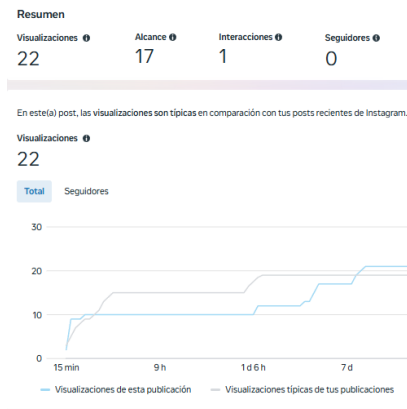 Resumen
Visualizaciones Alcance Interacciones Seguidores
22 17 1 0
En este(a) post, las visualizaciones son típicas en comparación con tus posts recientes de Instagram.
Visualizaciones
22
Total Seguidores
30
20
10
0
15 min 9 h 1 d 6 h 7 d
Visualizaciones de esta publicación Visualizaciones típicas de tus publicaciones